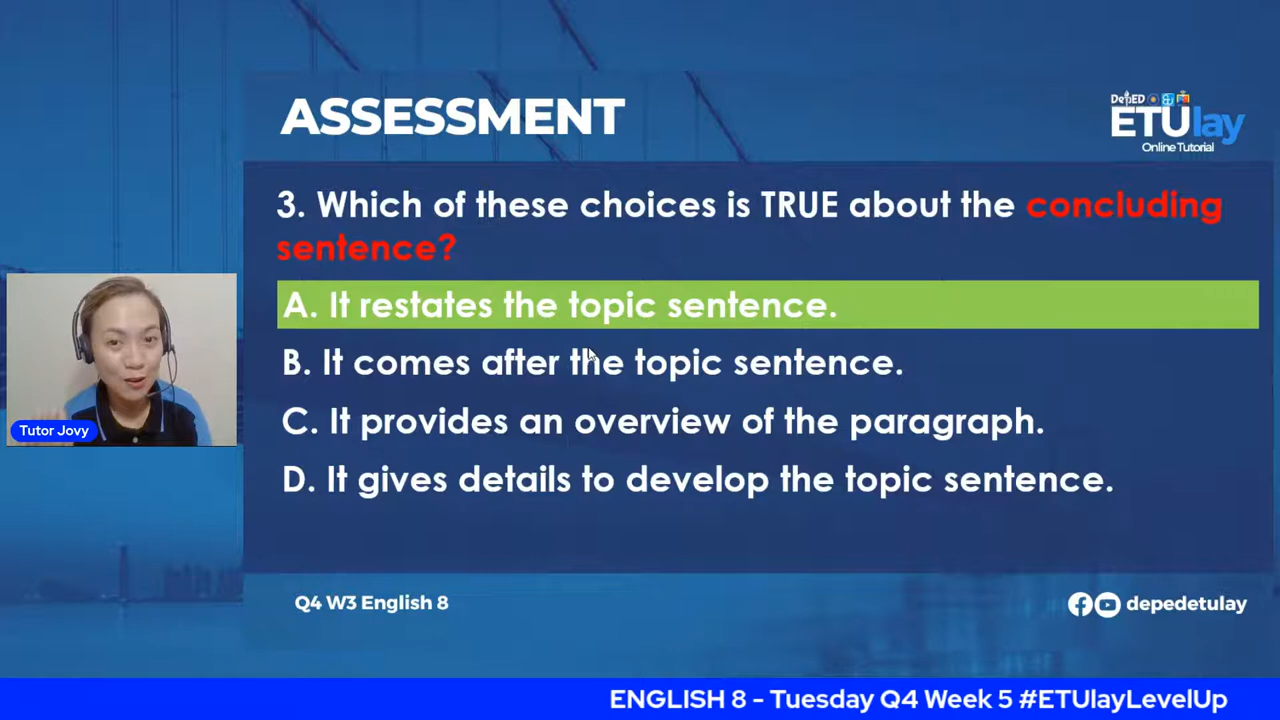 ASSESSMENT
DepED
ETUlay
Online Tutorial
3. Which of these choices is TRUE about the concluding
sentence?
A. It restates the topic sentence.
B. It comes after the topic sentence.
C. It provides an overview of the paragraph.
D. It gives details to develop the topic sentence.
Tutor Jovy
Q4 W3 English 8
depedetulay
ENGLISH 8 - Tuesday Q4 Week 5 #ETUlayLevelUp